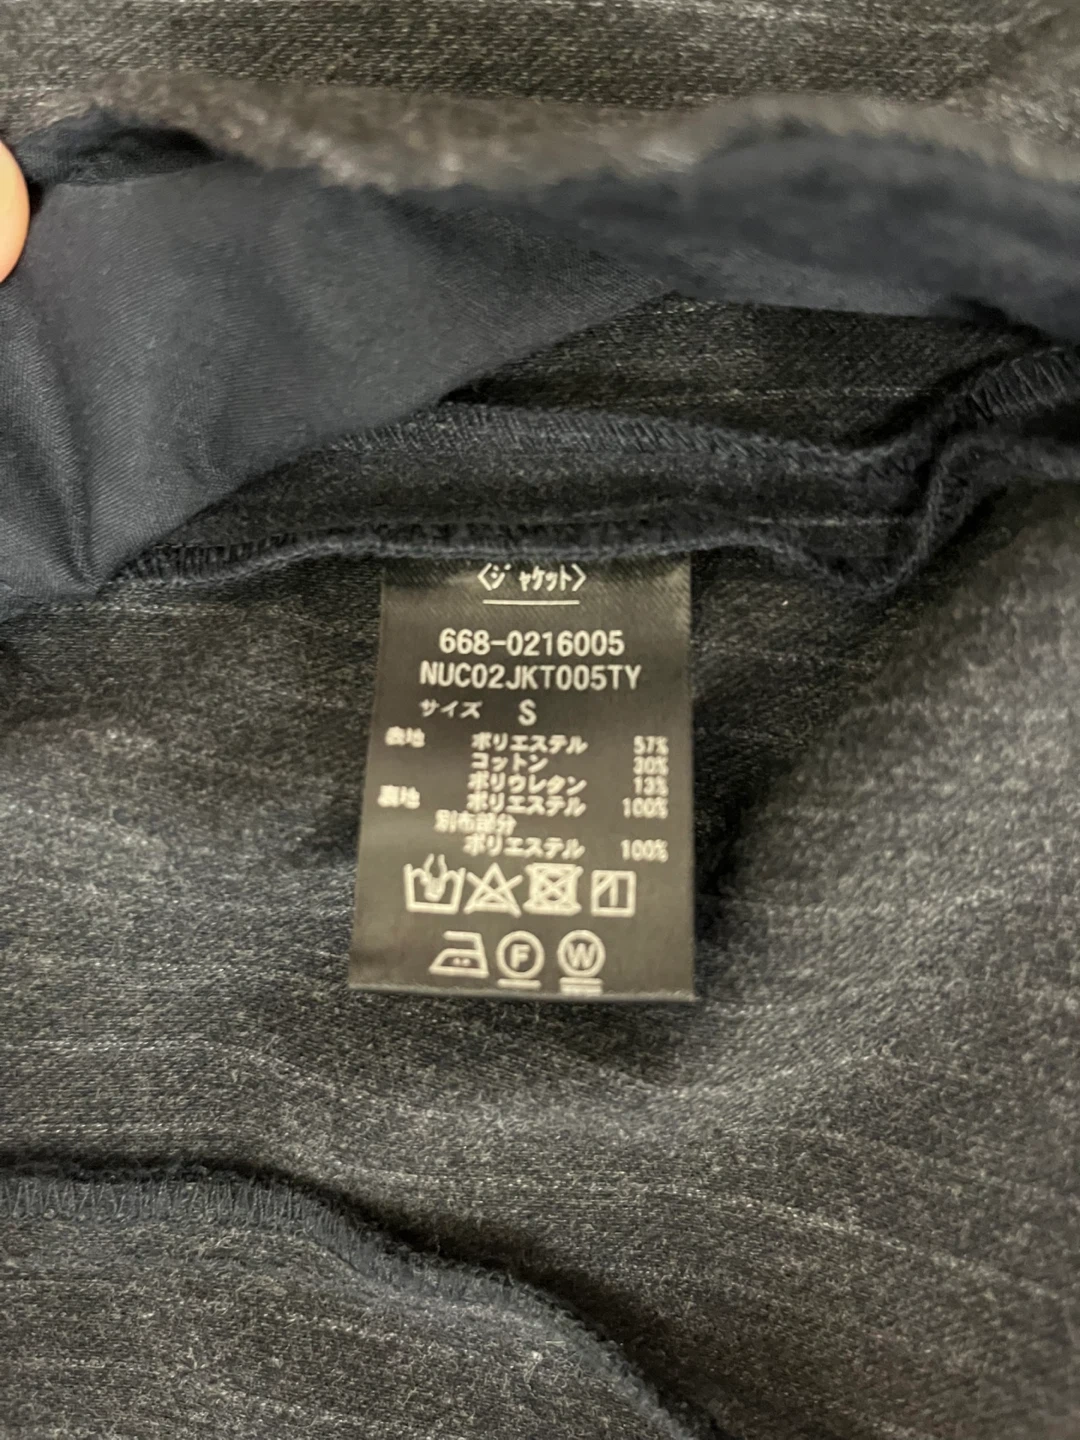 〈ジャケット〉
668-0216005
NUC02JKT005TY
サイズ S
表地 ポリエステル 57%
コットン 30%
ポリウレタン 13%
裏地 ポリエステル 100%
別布部分
ポリエステル 100%
F W